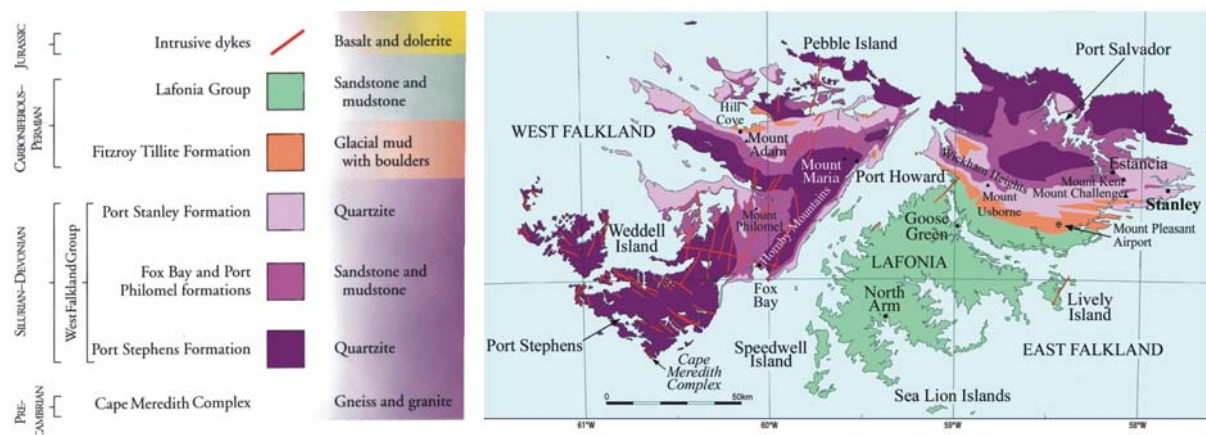 JURASSIC
Intrusive dykes
Basalt and dolerite
CARBONIFEROUS–
PERMIAN
Lafonia Group
Sandstone and
mudstone
Fitzroy Tillite Formation
Glacial mud
with boulders
SILURIAN–DEVONIAN
West Falkland Group
Port Stanley Formation
Quartzite
Fox Bay and Port
Philomel formations
Sandstone and
mudstone
Port Stephens Formation
Quartzite
PRE-
CAMBRIAN
Cape Meredith Complex
Gneiss and granite
Pebble Island
Port Salvador
Hill
Cove
WEST FALKLAND
Mount
Adam
Mount
Maria
Port Howard
Wickham Heights
Estancia
Mount Kent
Mount Challenger
Stanley
Mount
Usborne
Mount
Philomel
Hornby Mountains
Weddell
Island
Goose
Green
Mount Pleasant
Airport
LAFONIA
Fox
Bay
North
Arm
Lively
Island
Port Stephens
Speedwell
Island
EAST FALKLAND
Cape
Meredith
Complex
Sea Lion Islands
0
50km
61°W
60
58°W
58°W